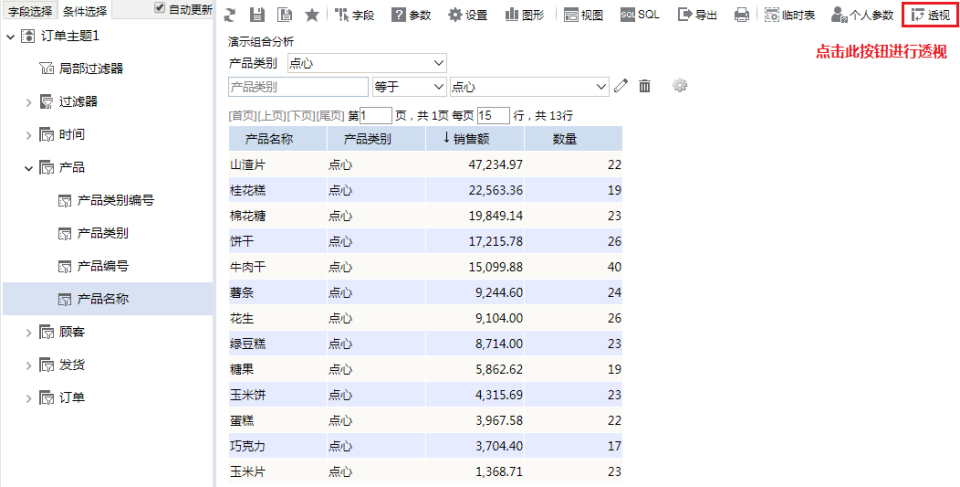 字段选择 条件选择 自动更新
字段 参数 设置 图形 视图 SQL SQL 导出 临时表 个人参数 透视
点击此按钮进行透视
订单主题1
局部过滤器
过滤器
时间
产品
产品类别编号
产品类别
产品编号
产品名称
顾客
发货
订单
演示组合分析
产品类别 点心
产品类别 等于 点心
[首页][上页][下页][尾页] 第1 页，共 1页 每页 15 行，共 13行
产品名称 产品类别 ↓销售额 数量
山渣片 点心 47,234.97 22
桂花糕 点心 22,563.36 19
棉花糖 点心 19,849.14 23
饼干 点心 17,215.78 26
牛肉干 点心 15,099.88 40
薯条 点心 9,244.60 24
花生 点心 9,104.00 26
绿豆糕 点心 8,714.00 23
糖果 点心 5,862.62 19
玉米饼 点心 4,315.69 23
蛋糕 点心 3,967.58 22
巧克力 点心 3,704.40 17
玉米片 点心 1,368.71 23